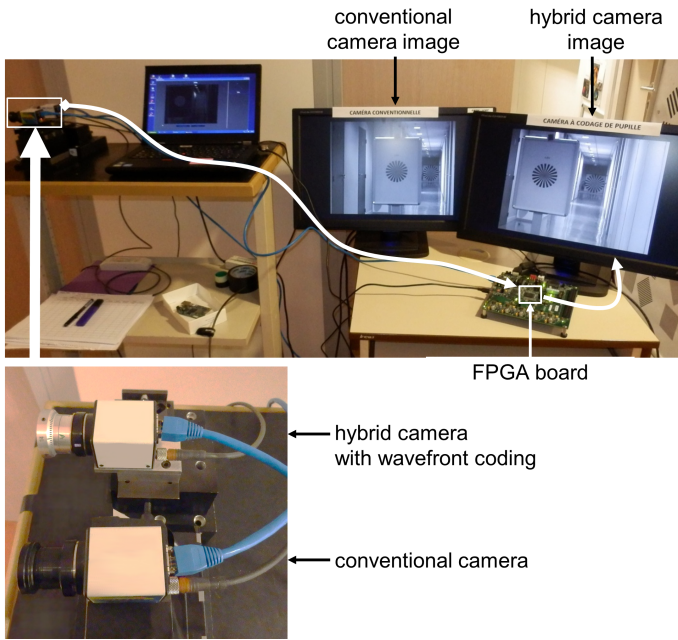 conventional
camera image
hybrid camera
image
CAMÉRA CONVENTIONNELLE
CAMÉRA À CODAGE DE PUPILLE
FPGA board
hybrid camera
with wavefront coding
conventional camera